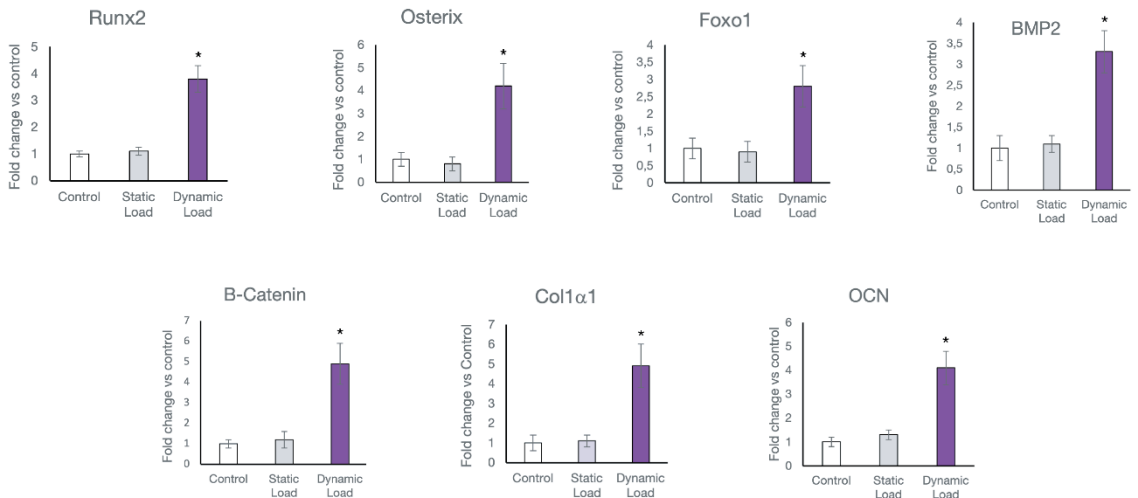 Runx2
Fold change vs control
5
4
3
2
1
0
*
Control
Static
Load
Dynamic
Load
Osterix
Fold change vs control
6
5
4
3
2
1
0
*
Control
Static
Load
Dynamic
Load
Foxo1
Fold change vs control
4
3,5
3
2,5
2
1,5
1
0,5
0
*
Control
Static
Load
Dynamic
Load
BMP2
Fold change vs control
4
3,5
3
2,5
2
1,5
1
0,5
0
*
Control
Static
Load
Dynamic
Load
B-Catenin
Fold change vs control
7
6
5
4
3
2
1
0
*
Control
Static
Load
Dynamic
Load
Col1α1
Fold change vs Control
7
6
5
4
3
2
1
0
*
Control
Static
Load
Dynamic
Load
OCN
Fold change vs control
6
5
4
3
2
1
0
*
Control
Static
Load
Dynamic
Load